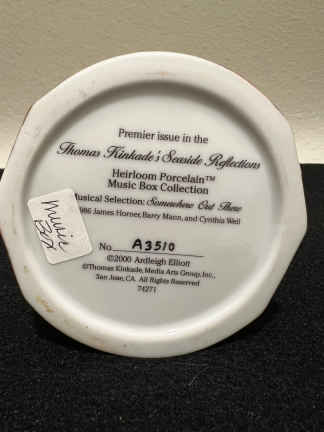 Premier issue in the
Thomas Kinkade's Seaside Reflections
Heirloom Porcelain™
Music Box Collection
usical Selection: Somewhere Out There
986 James Horner, Barry Mann, and Cynthia Weil
Music
Box
No. A3510
©2000 Ardleigh Elliott
©Thomas Kinkade, Media Arts Group, Inc.,
San Jose, CA. All Rights Reserved
74271